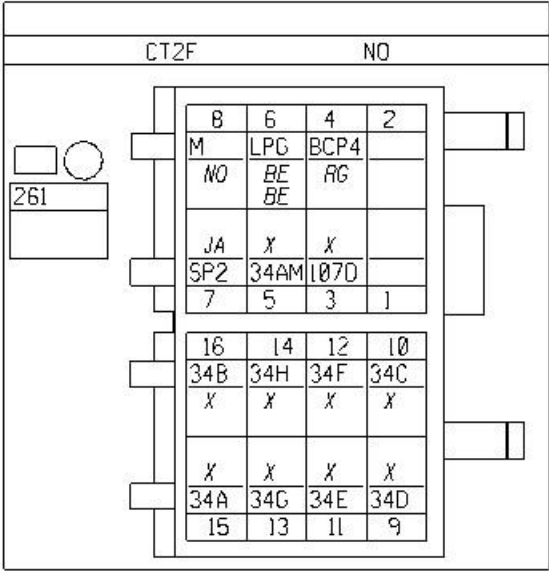 CT2F NO
8 6 4 2
M LPG BCP4
NO BE RG
BE
261
JA X X
SP2 34AM 107D
7 5 3 1
16 14 12 10
34B 34H 34F 34C
X X X X
X X X X
34A 34G 34E 34D
15 13 11 9